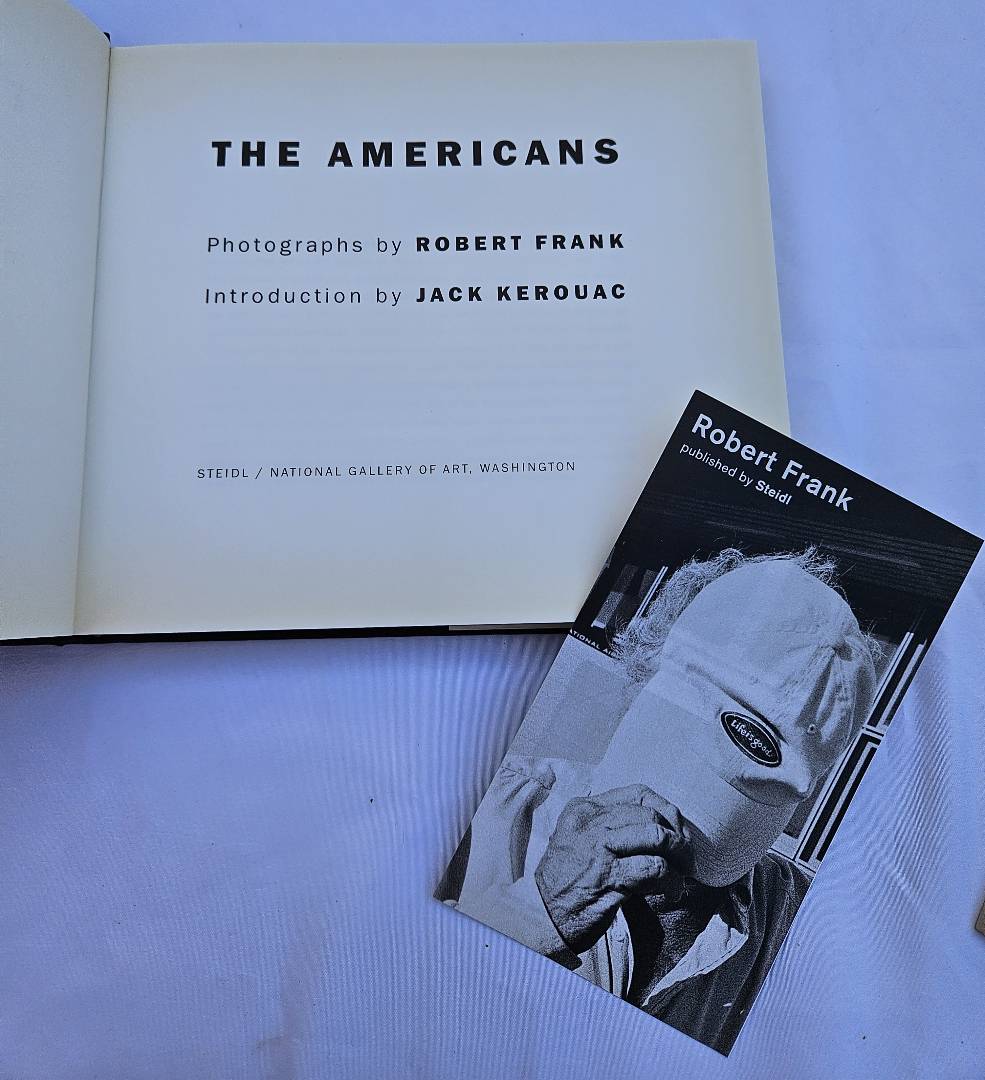 THE AMERICANS
Photographs by ROBERT FRANK
Introduction by JACK KEROUAC
STEIDL / NATIONAL GALLERY OF ART, WASHINGTON
Robert Frank
published by Steidl
Life is good